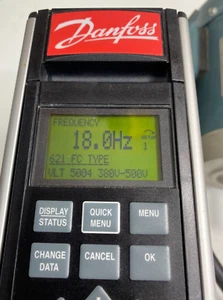 Danfoss
FREQUENCY
18.0Hz
1
621 FC TYPE
VLT 5004 380V-500V
DISPLAY
STATUS
QUICK
MENU
MENU
CHANGE
DATA
CANCEL
OK